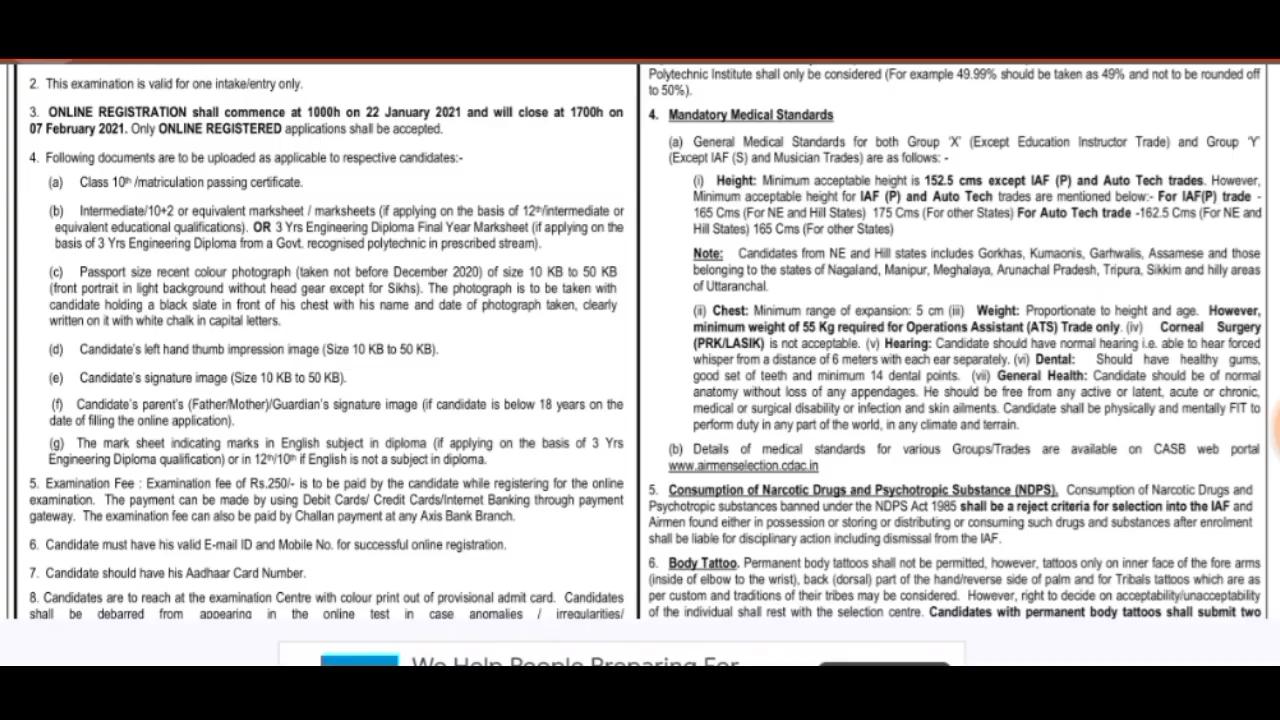 2. This examination is valid for one intake/entry only.
3. ONLINE REGISTRATION shall commence at 1000h on 22 January 2021 and will close at 1700h on
07 February 2021. Only ONLINE REGISTERED applications shall be accepted.
4. Following documents are to be uploaded as applicable to respective candidates:-
(a) Class 10th /matriculation passing certificate.
(b) Intermediate/10+2 or equivalent marksheet / marksheets (if applying on the basis of 12th/intermediate or
equivalent educational qualifications). OR 3 Yrs Engineering Diploma Final Year Marksheet (if applying on the
basis of 3 Yrs Engineering Diploma from a Govt. recognised polytechnic in prescribed stream).
(c) Passport size recent colour photograph (taken not before December 2020) of size 10 KB to 50 KB
(front portrait in light background without head gear except for Sikhs). The photograph is to be taken with
candidate holding a black slate in front of his chest with his name and date of photograph taken, clearly
written on it with white chalk in capital letters.
(d) Candidate's left hand thumb impression image (Size 10 KB to 50 KB).
(e) Candidate's signature image (Size 10 KB to 50 KB).
(f) Candidate's parent's (Father/Mother)/Guardian's signature image (if candidate is below 18 years on the
date of filling the online application).
(g) The mark sheet indicating marks in English subject in diploma (if applying on the basis of 3 Yrs
Engineering Diploma qualification) or in 12th/10th if English is not a subject in diploma.
5. Examination Fee : Examination fee of Rs.250/- is to be paid by the candidate while registering for the online
examination. The payment can be made by using Debit Cards/ Credit Cards/Internet Banking through payment
gateway. The examination fee can also be paid by Challan payment at any Axis Bank Branch.
6. Candidate must have his valid E-mail ID and Mobile No. for successful online registration.
7. Candidate should have his Aadhaar Card Number.
8. Candidates are to reach at the examination Centre with colour print out of provisional admit card. Candidates
shall be debarred from appearing in the online test in case anomalies / irregularities/
Polytechnic Institute shall only be considered (For example 49.99% should be taken as 49% and not to be rounded off
to 50%).
4. Mandatory Medical Standards
(a) General Medical Standards for both Group 'X' (Except Education Instructor Trade) and Group 'Y'
(Except IAF (S) and Musician Trades) are as follows: -
(i) Height: Minimum acceptable height is 152.5 cms except IAF (P) and Auto Tech trades. However,
Minimum acceptable height for IAF (P) and Auto Tech trades are mentioned below:- For IAF(P) trade -
165 Cms (For NE and Hill States) 175 Cms (For other States) For Auto Tech trade -162.5 Cms (For NE and
Hill States) 165 Cms (For other States)
Note: Candidates from NE and Hill states includes Gorkhas, Kumaonis, Garhwalis, Assamese and those
belonging to the states of Nagaland, Manipur, Meghalaya, Arunachal Pradesh, Tripura, Sikkim and hilly areas
of Uttaranchal.
(ii) Chest: Minimum range of expansion: 5 cm (iii) Weight: Proportionate to height and age. However,
minimum weight of 55 Kg required for Operations Assistant (ATS) Trade only. (iv) Corneal Surgery
(PRK/LASIK) is not acceptable. (v) Hearing: Candidate should have normal hearing i.e. able to hear forced
whisper from a distance of 6 meters with each ear separately. (vi) Dental: Should have healthy gums,
good set of teeth and minimum 14 dental points. (vii) General Health: Candidate should be of normal
anatomy without loss of any appendages. He should be free from any active or latent, acute or chronic,
medical or surgical disability or infection and skin ailments. Candidate shall be physically and mentally FIT to
perform duty in any part of the world, in any climate and terrain.
(b) Details of medical standards for various Groups/Trades are available on CASB web portal
www.airmenselection.cdac.in
5. Consumption of Narcotic Drugs and Psychotropic Substance (NDPS). Consumption of Narcotic Drugs and
Psychotropic substances banned under the NDPS Act 1985 shall be a reject criteria for selection into the IAF and
Airmen found either in possession or storing or distributing or consuming such drugs and substances after enrolment
shall be liable for disciplinary action including dismissal from the IAF.
6. Body Tattoo. Permanent body tattoos shall not be permitted, however, tattoos only on inner face of the fore arms
(inside of elbow to the wrist), back (dorsal) part of the hand/reverse side of palm and for Tribals tattoos which are as
per custom and traditions of their tribes may be considered. However, right to decide on acceptability/unacceptability
of the individual shall rest with the selection centre. Candidates with permanent body tattoos shall submit two
We Help People Preparing For